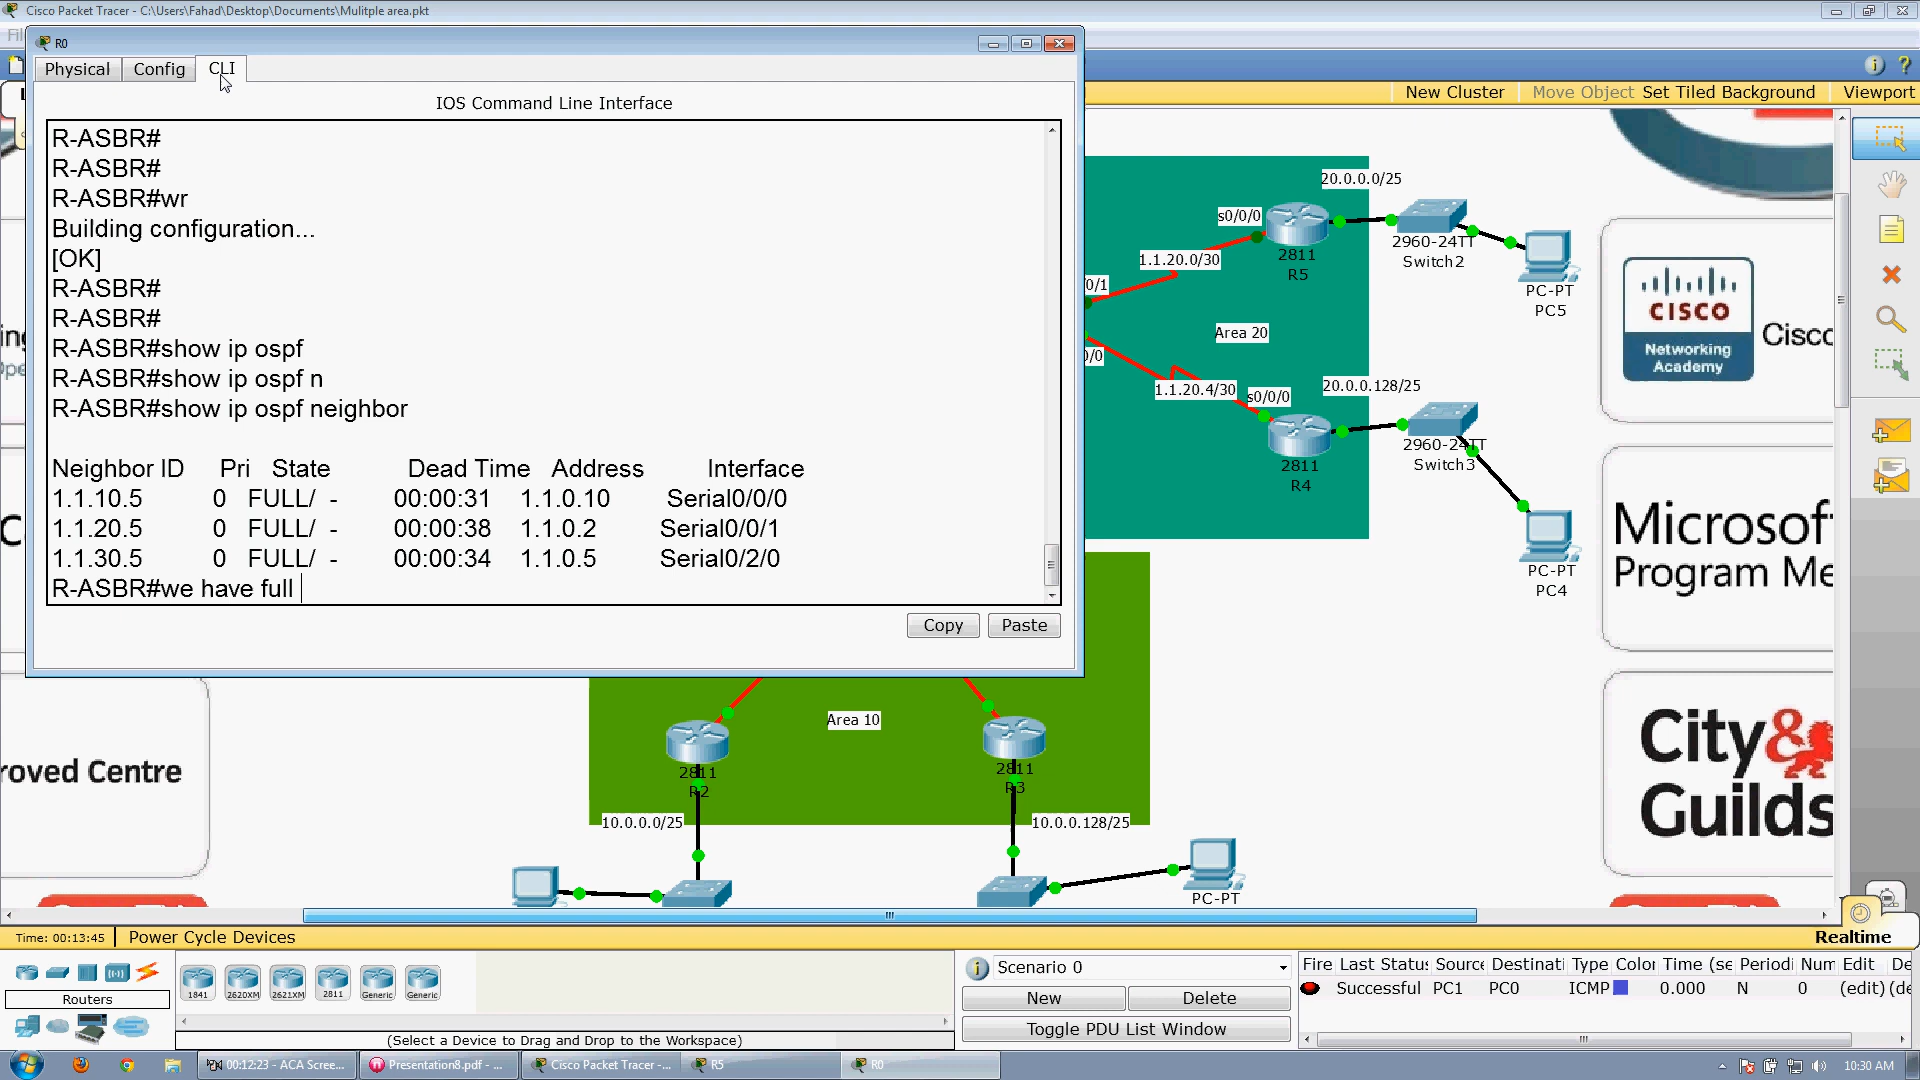 Cisco Packet Tracer - C:\Users\Fahad\Desktop\Documents\Mulitple area.pkt
R0
Physical
Config
CLI
IOS Command Line Interface
R-ASBR#
R-ASBR#
R-ASBR#wr
Building configuration...
[OK]
R-ASBR#
R-ASBR#
R-ASBR#show ip ospf
R-ASBR#show ip ospf n
R-ASBR#show ip ospf neighbor
Neighbor ID Pri State Dead Time Address Interface
1.1.10.5 0 FULL/ - 00:00:31 1.1.0.10 Serial0/0/0
1.1.20.5 0 FULL/ - 00:00:38 1.1.0.2 Serial0/0/1
1.1.30.5 0 FULL/ - 00:00:34 1.1.0.5 Serial0/2/0
R-ASBR#we have full
Copy
Paste
New Cluster
Move Object
Set Tiled Background
Viewport
20.0.0.0/25
s0/0/0
1.1.20.0/30
2811
R5
2960-24TT
Switch2
PC-PT
PC5
0/1
Area 20
/0
1.1.20.4/30
s0/0/0
20.0.0.128/25
2811
R4
2960-24TT
Switch3
PC-PT
PC4
CISCO
Networking
Academy
Cisco
Microsof
Program Me
City&
Guilds
roved Centre
Area 10
2811
R2
2811
R3
10.0.0.0/25
10.0.0.128/25
PC-PT
Time: 00:13:45
Power Cycle Devices
Realtime
Routers
1841
2620XM
2621XM
2811
Generic
Generic
(Select a Device to Drag and Drop to the Workspace)
Scenario 0
New
Delete
Toggle PDU List Window
Fire Last Status Source Destinati Type Color Time (se Periodi Num Edit De
Successful PC1 PC0 ICMP 0.000 N 0 (edit) (de
00:12:23 - ACA Scree...
Presentation8.pdf - ...
Cisco Packet Tracer -...
R5
R0
10:30 AM